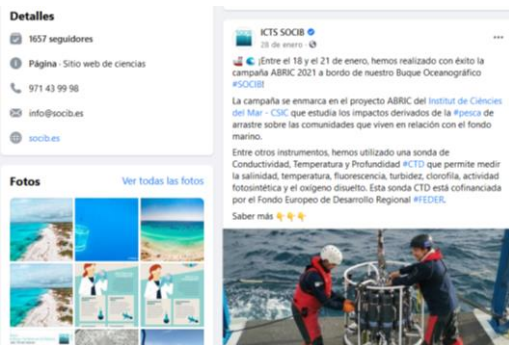 Detalles
1657 seguidores
Página · Sitio web de ciencias
971 43 99 98
info@socib.es
socib.es
Fotos
Ver todas las fotos
ICTS SOCIB
28 de enero ·
¡Entre el 18 y el 21 de enero, hemos realizado con éxito la
campaña ABRIC 2021 a bordo de nuestro Buque Oceanográfico
#SOCIB!
La campaña se enmarca en el proyecto ABRIC del Institut de Ciències
del Mar - CSIC que estudia los impactos derivados de la #pesca de
arrastre sobre las comunidades que viven en relación con el fondo
marino.
Entre otros instrumentos, hemos utilizado una sonda de
Conductividad, Temperatura y Profundidad #CTD que permite medir
la salinidad, temperatura, fluorescencia, turbidez, clorofila, actividad
fotosintética y el oxígeno disuelto. Esta sonda CTD está cofinanciada
por el Fondo Europeo de Desarrollo Regional #FEDER.
Saber más 👇👇👇